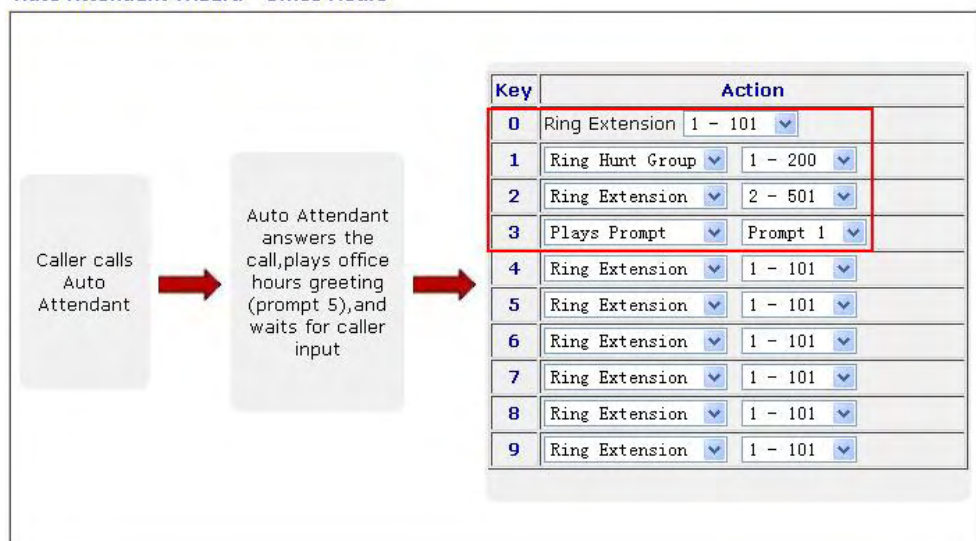 Caller calls
Auto
Attendant
Auto Attendant
answers the
call,plays office
hours greeting
(prompt 5),and
waits for caller
input
Key Action
0 Ring Extension 1 - 101
1 Ring Hunt Group 1 - 200
2 Ring Extension 2 - 501
3 Plays Prompt Prompt 1
4 Ring Extension 1 - 101
5 Ring Extension 1 - 101
6 Ring Extension 1 - 101
7 Ring Extension 1 - 101
8 Ring Extension 1 - 101
9 Ring Extension 1 - 101